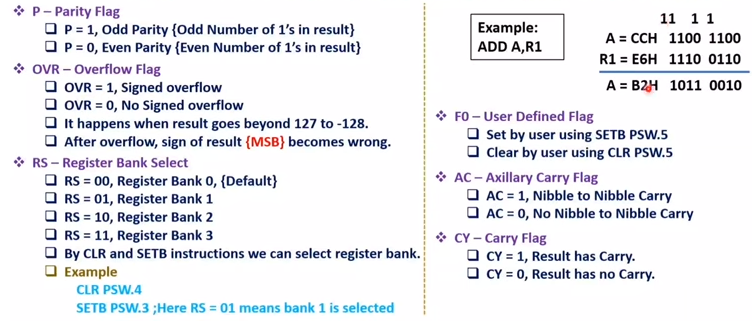 ❖ P – Parity Flag
❑ P = 1, Odd Parity {Odd Number of 1's in result}
❑ P = 0, Even Parity {Even Number of 1's in result}
❖ OVR – Overflow Flag
❑ OVR = 1, Signed overflow
❑ OVR = 0, No Signed overflow
❑ It happens when result goes beyond 127 to -128.
❑ After overflow, sign of result {MSB} becomes wrong.
❖ RS – Register Bank Select
❑ RS = 00, Register Bank 0, {Default}
❑ RS = 01, Register Bank 1
❑ RS = 10, Register Bank 2
❑ RS = 11, Register Bank 3
❑ By CLR and SETB instructions we can select register bank.
❑ Example
CLR PSW.4
SETB PSW.3 ;Here RS = 01 means bank 1 is selected
Example:
ADD A,R1
11 1 1
A = CCH 1100 1100
R1 = E6H 1110 0110
A = B2H 1011 0010
❖ F0 – User Defined Flag
❑ Set by user using SETB PSW.5
❑ Clear by user using CLR PSW.5
❖ AC – Axillary Carry Flag
❑ AC = 1, Nibble to Nibble Carry
❑ AC = 0, No Nibble to Nibble Carry
❖ CY – Carry Flag
❑ CY = 1, Result has Carry.
❑ CY = 0, Result has no Carry.